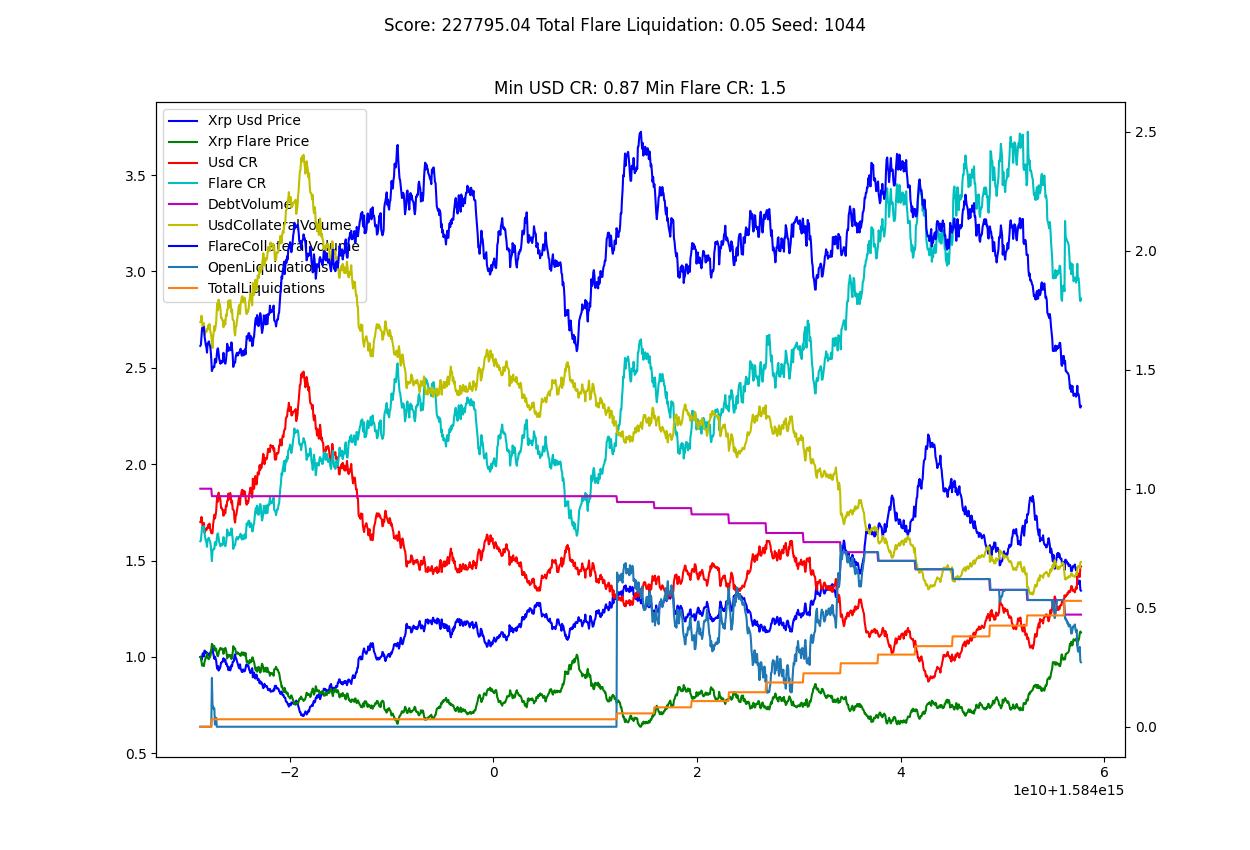 Score: 227795.04 Total Flare Liquidation: 0.05 Seed: 1044
Min USD CR: 0.87 Min Flare CR: 1.5
Xrp Usd Price
Xrp Flare Price
Usd CR
Flare CR
DebtVolume
UsdCollateralVolume
FlareCollateralVolume
OpenLiquidations
TotalLiquidations
3.5
3.0
2.5
2.0
1.5
1.0
0.5
2.5
2.0
1.5
1.0
0.5
0.0
−2
0
2
4
6
1e10+1.584e15